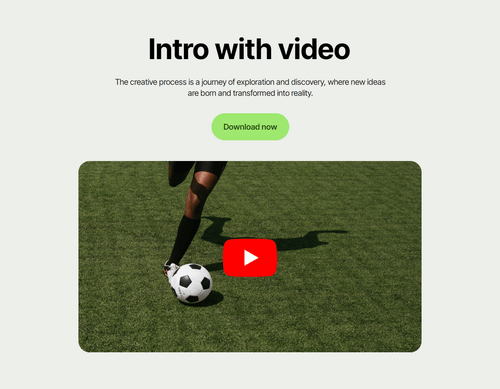 Intro with video
The creative process is a journey of exploration and discovery, where new ideas
are born and transformed into reality.
Download now